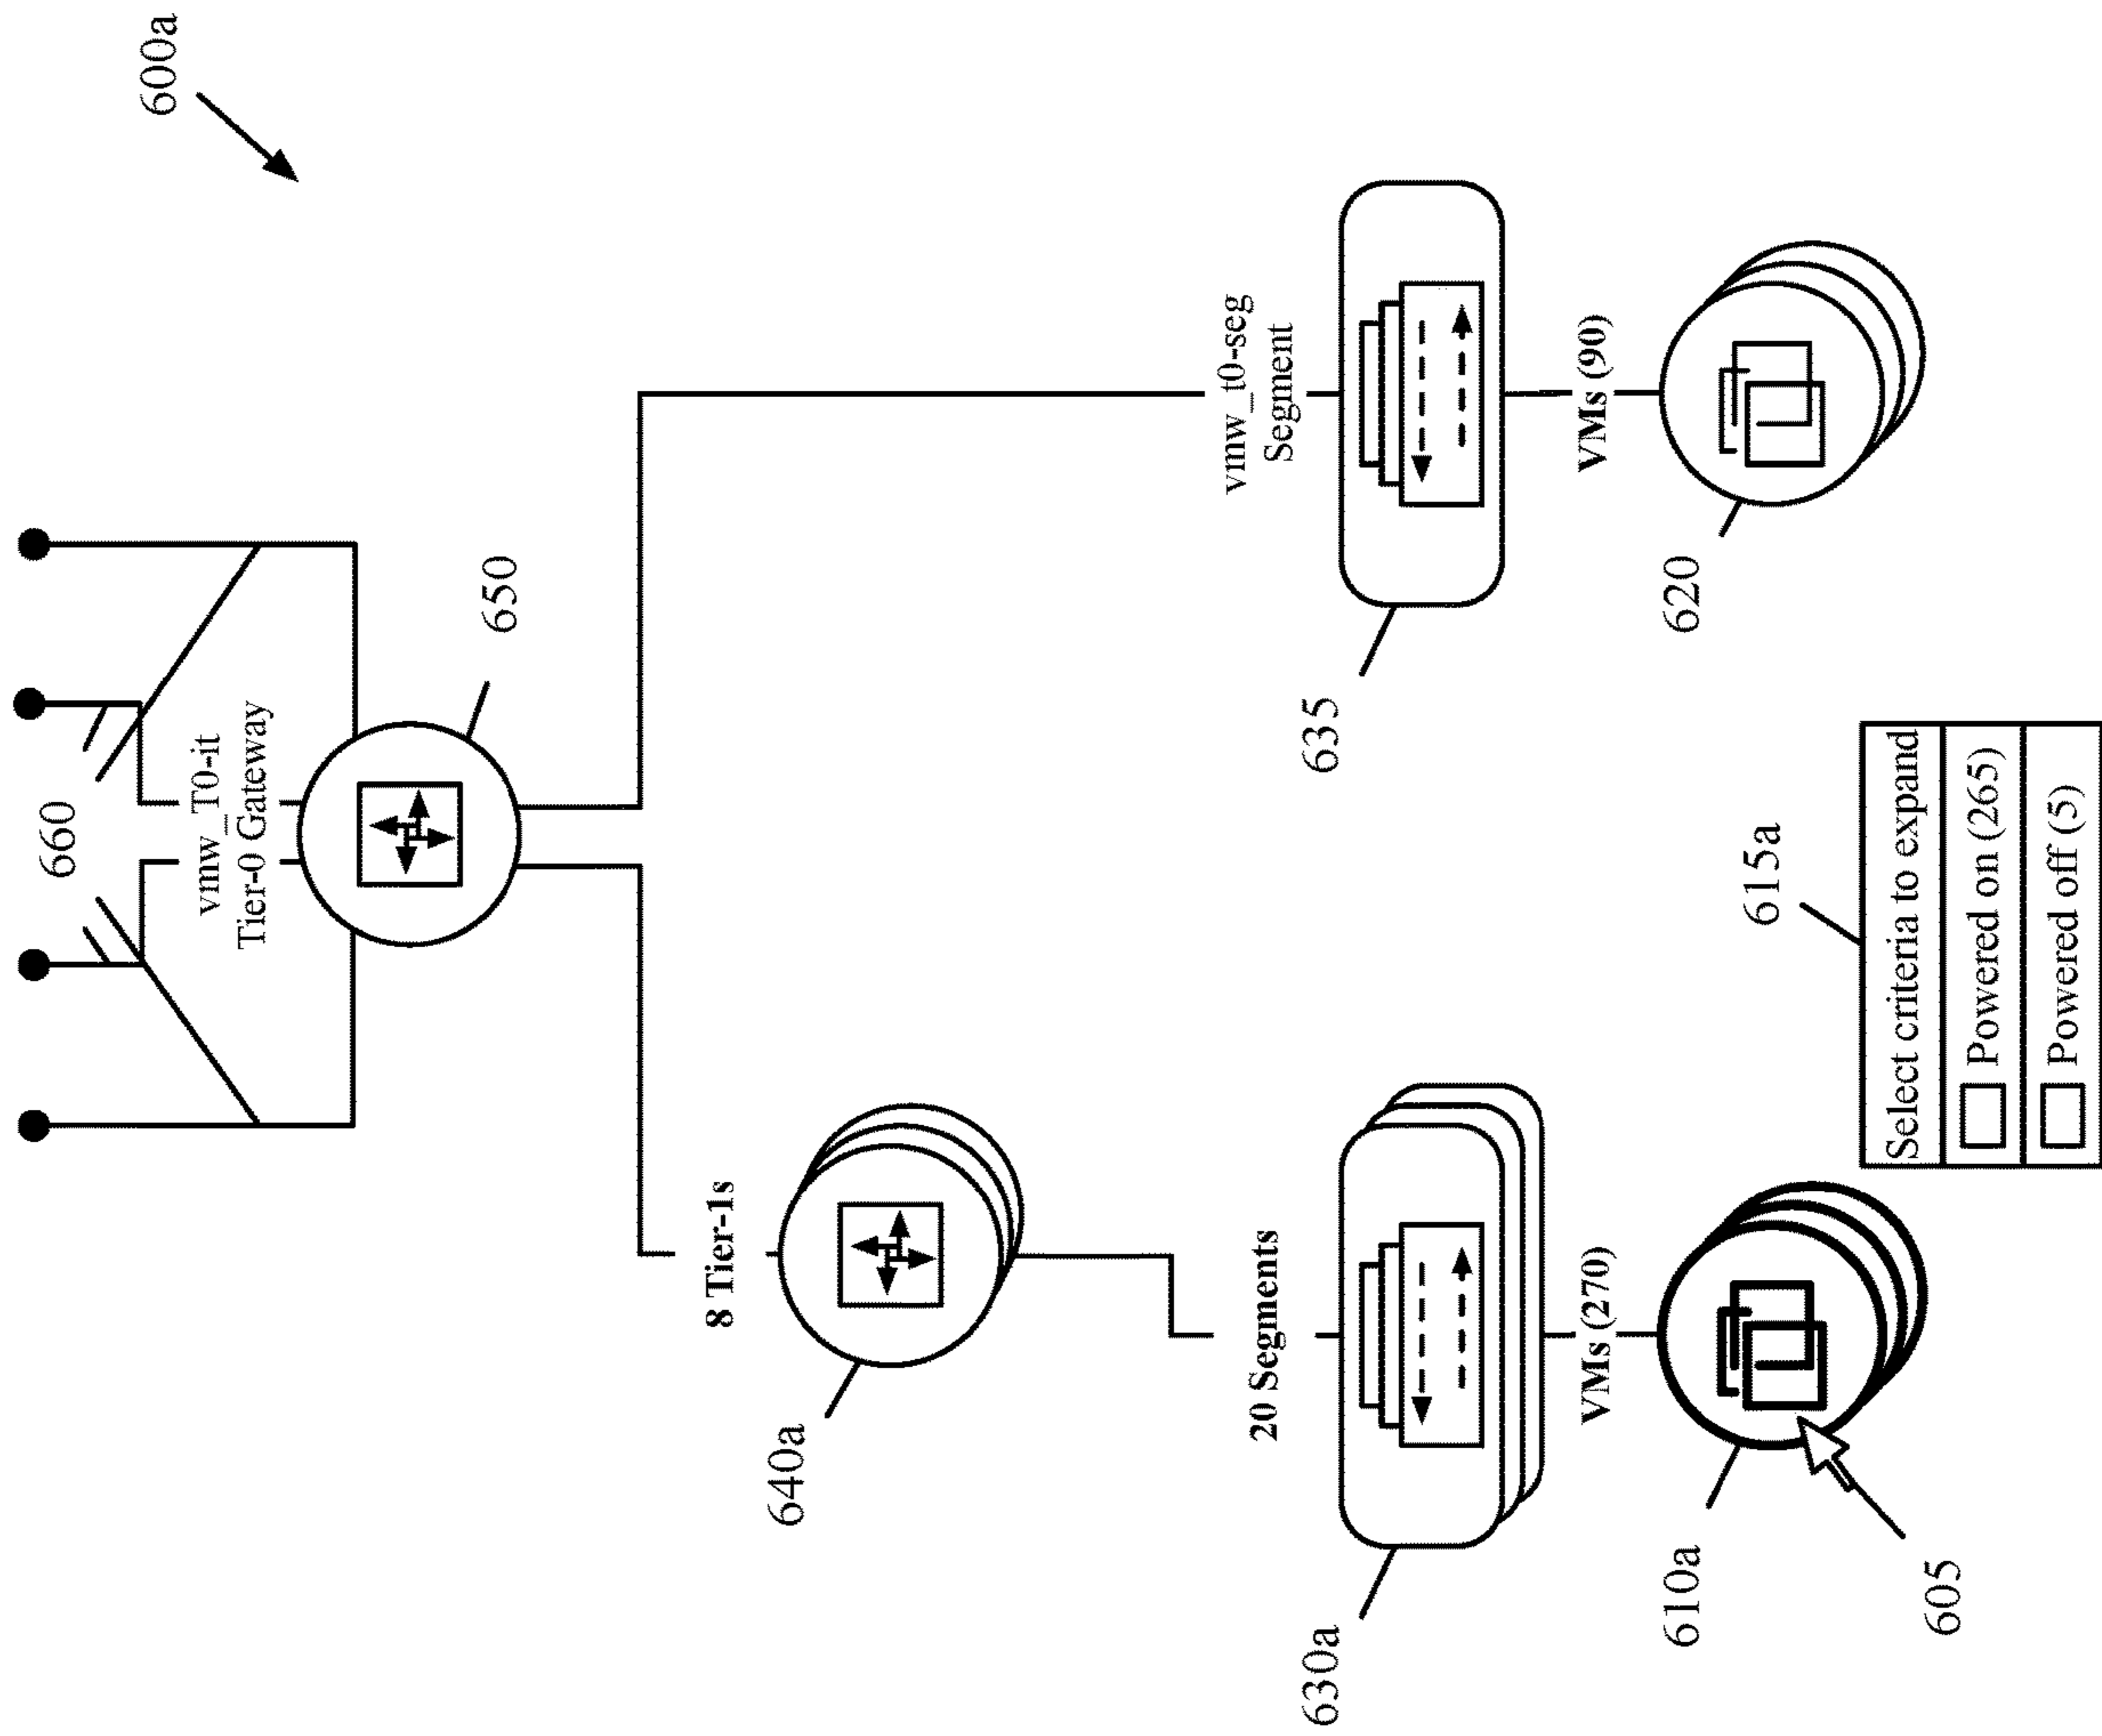 600a
660
vmw_T0-it
Tier-0 Gateway
650
8 Tier-1s
640a
vmw_t0-seg
Segment
20 Segments
635
630a
VMs (90)
VMs (270)
620
610a
605
615a
Select criteria to expand
Powered on (265)
Powered off (5)